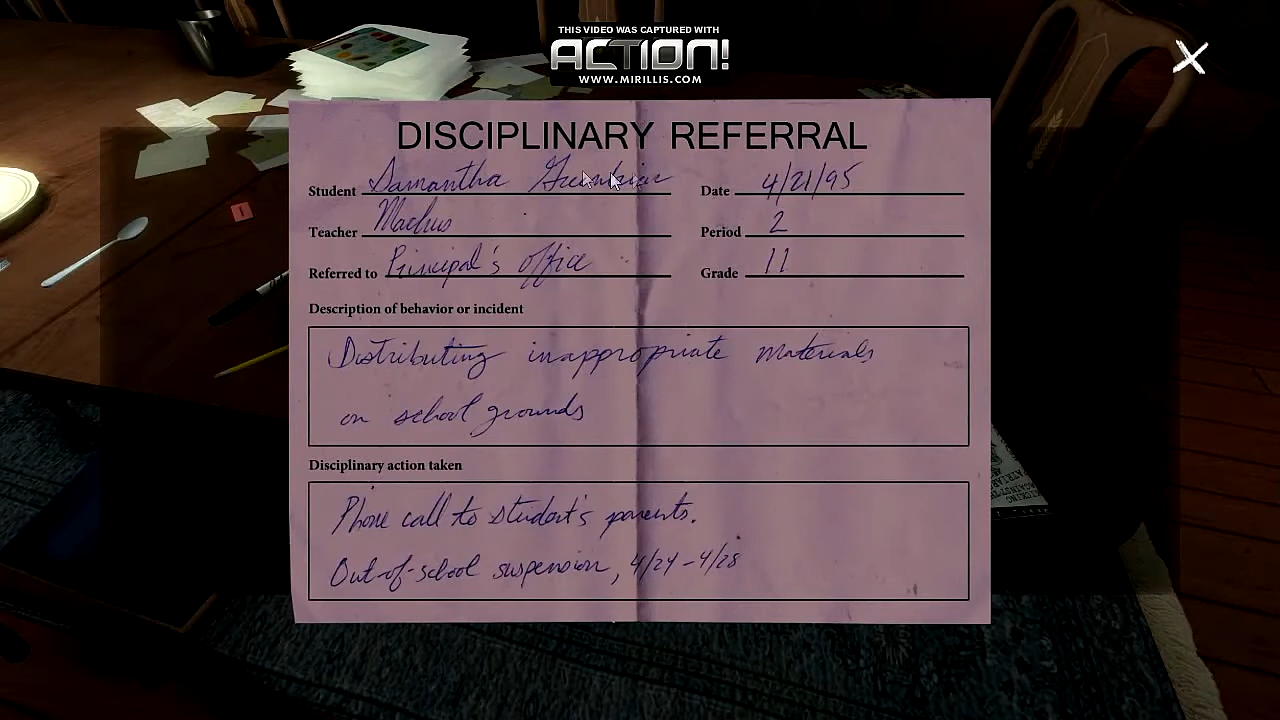 THIS VIDEO WAS CAPTURED WITH
ACTION!
WWW.MIRILLIS.COM
DISCIPLINARY REFERRAL
Student Samantha Greenbriar
Date 4/21/95
Teacher
Period 2
Referred to Principal's office
Grade 11
Description of behavior or incident
Distributing inappropriate materials
on school grounds
Disciplinary action taken
Phone call to student's parents.
Out-of-school suspension, 4/24-4/28